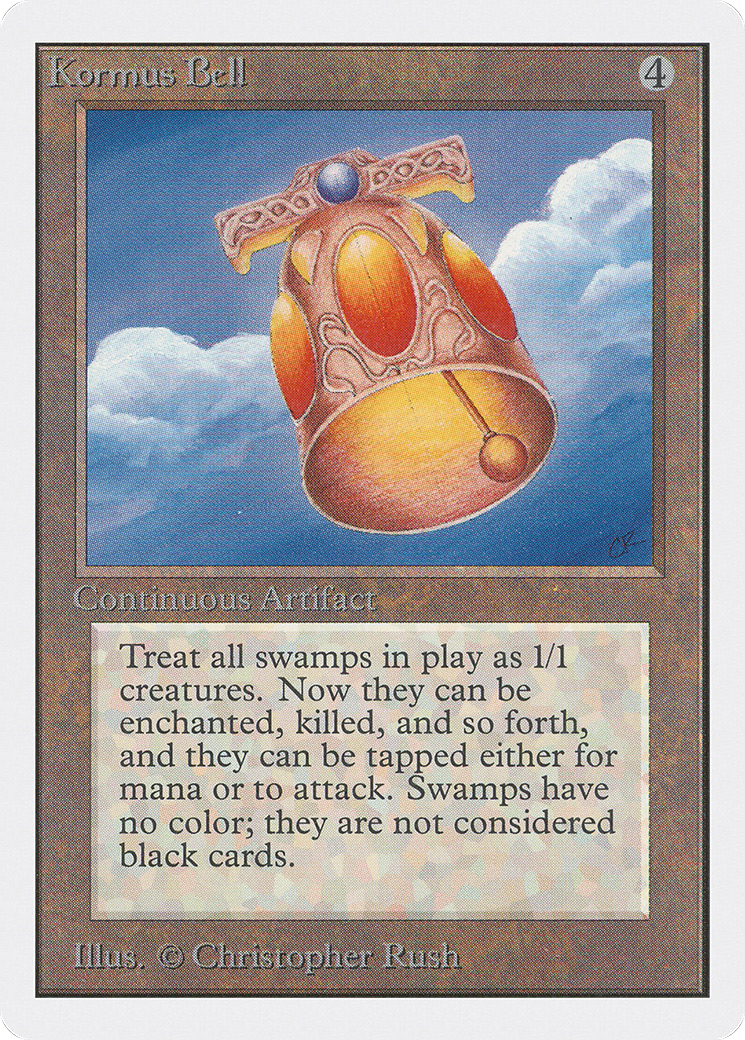 Kormus Bell
4
CR
Continuous Artifact
Treat all swamps in play as 1/1
creatures. Now they can be
enchanted, killed, and so forth,
and they can be tapped either for
mana or to attack. Swamps have
no color; they are not considered
black cards.
Illus. © Christopher Rush